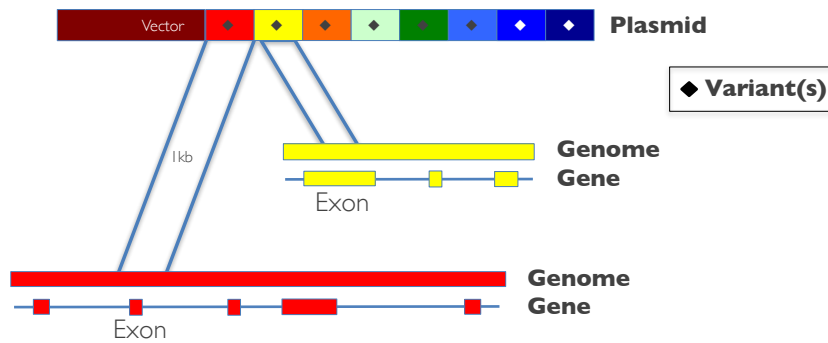 Vector
Plasmid
Variant(s)
1kb
Genome
Gene
Exon
Genome
Gene
Exon